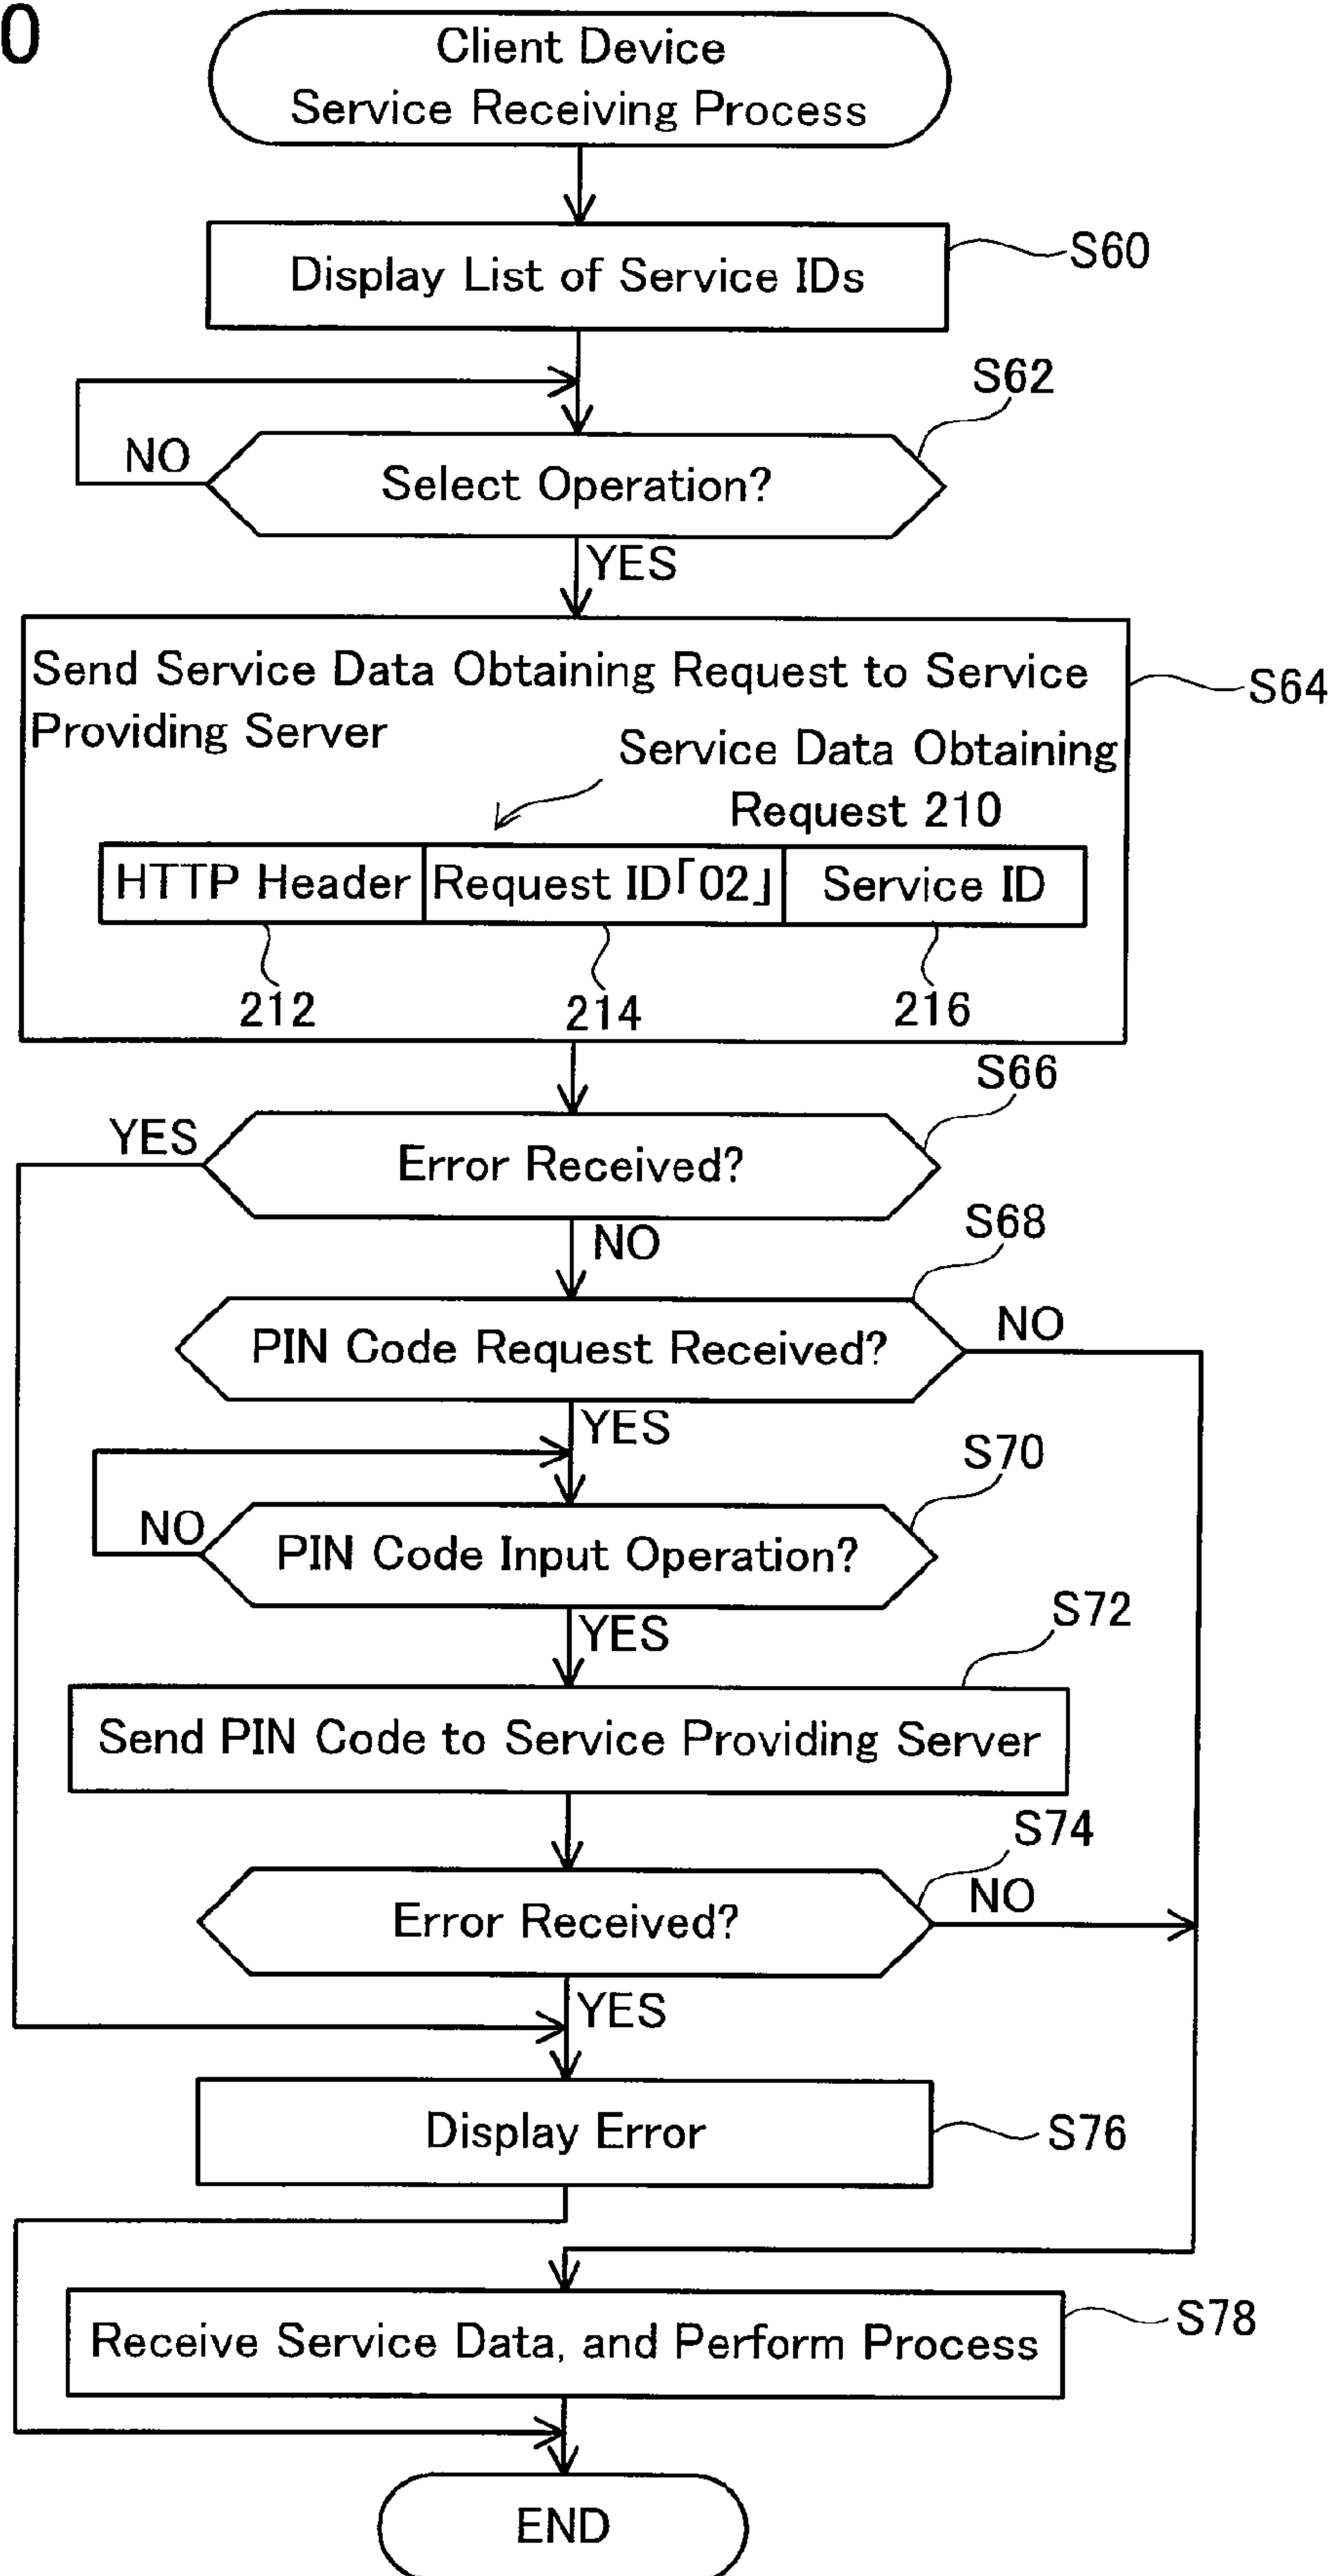 0
Client Device
Service Receiving Process
Display List of Service IDs
S60
S62
NO
Select Operation?
YES
Send Service Data Obtaining Request to Service
Providing Server
S64
Service Data Obtaining
Request 210
HTTP Header
Request ID「02」
Service ID
212
214
216
S66
YES
Error Received?
NO
S68
PIN Code Request Received?
NO
YES
S70
NO
PIN Code Input Operation?
YES
S72
Send PIN Code to Service Providing Server
S74
Error Received?
NO
YES
Display Error
S76
Receive Service Data, and Perform Process
S78
END